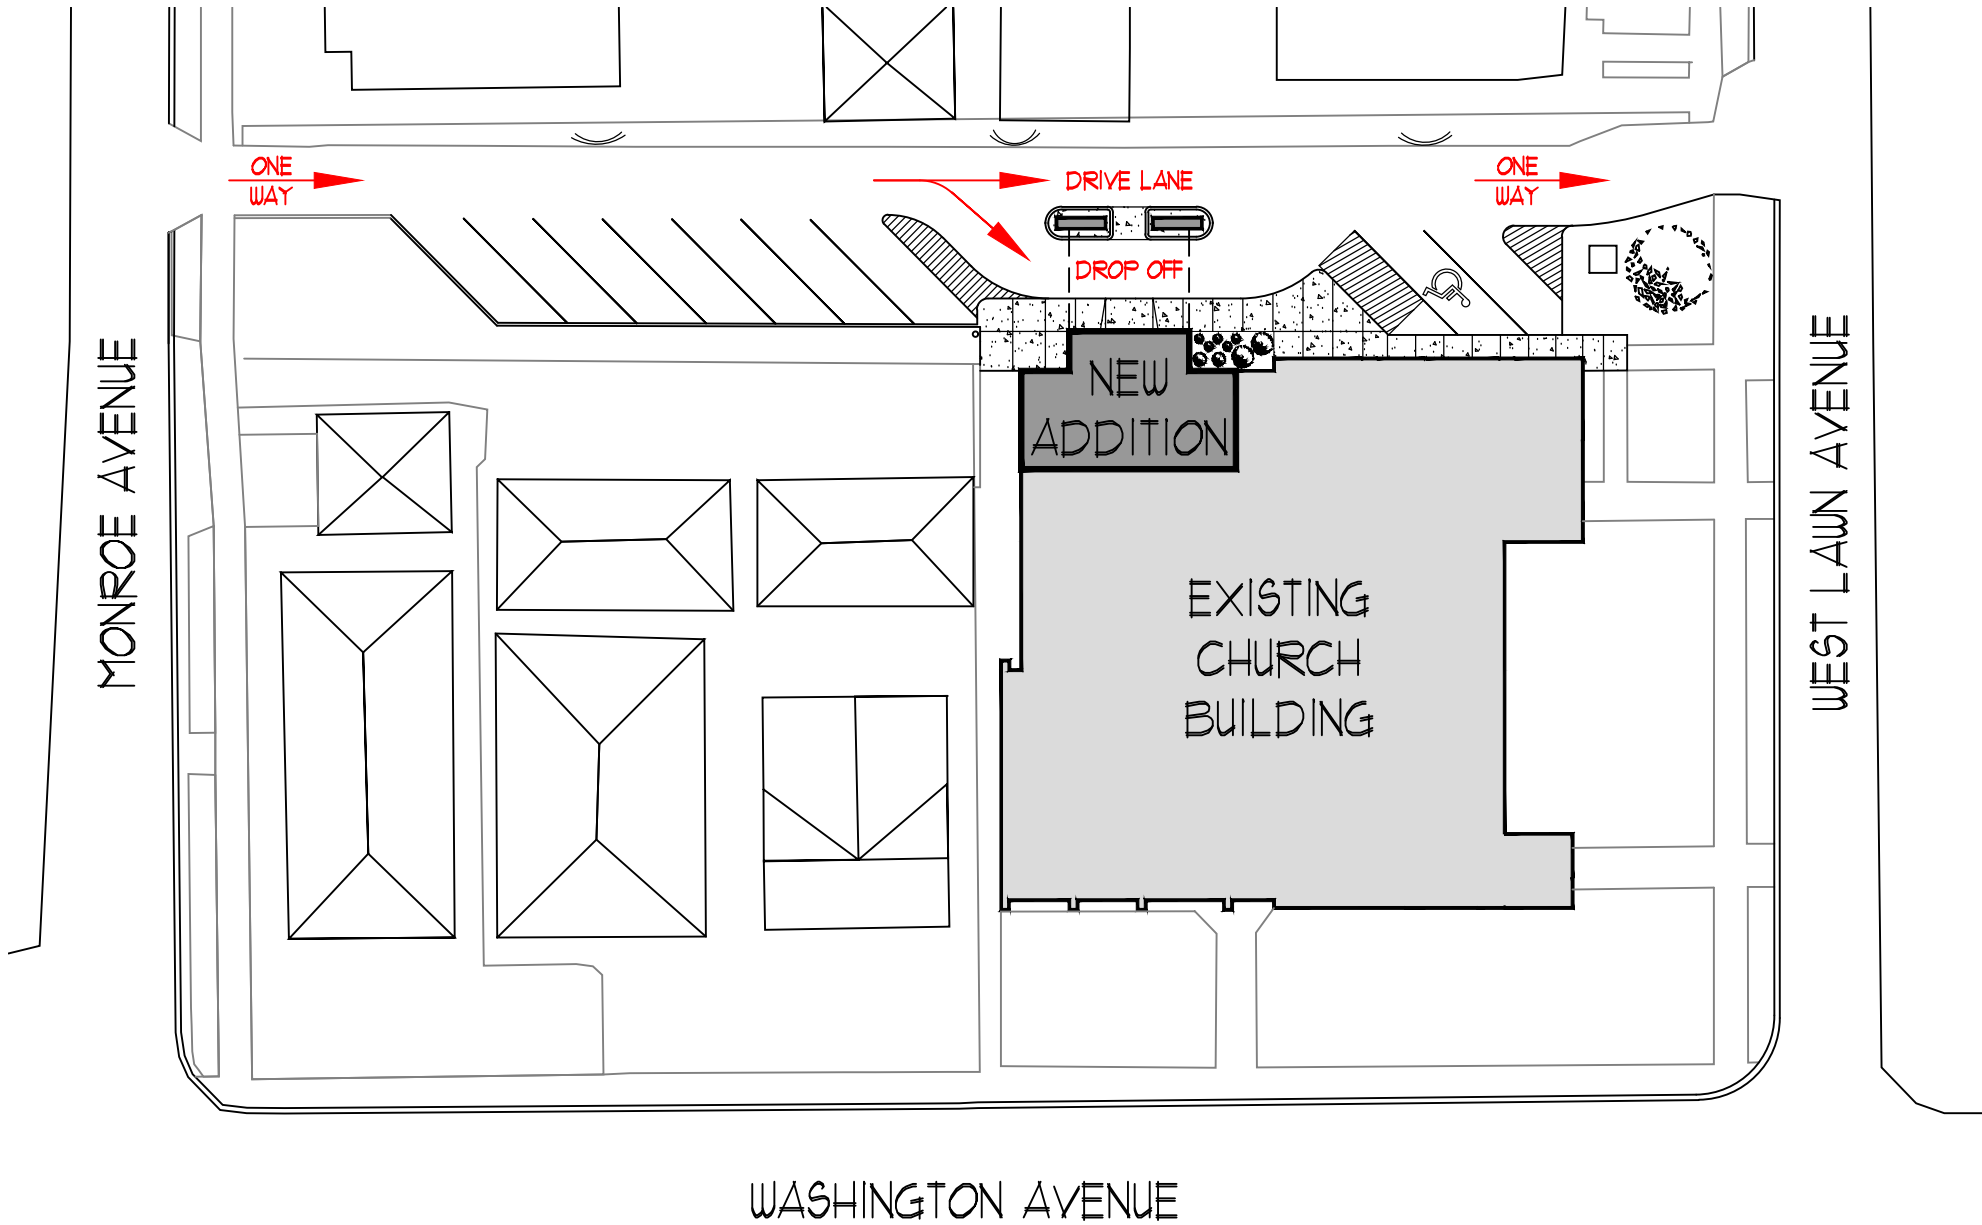 ONE
WAY
DRIVE LANE
ONE
WAY
DROP OFF
NEW
ADDITION
MONROE AVENUE
WEST LAWN AVENUE
EXISTING
CHURCH
BUILDING
WASHINGTON AVENUE